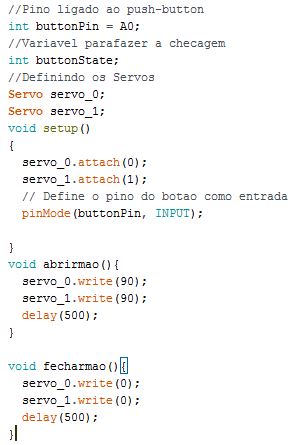 //Pino ligado ao push-button
int buttonPin = A0;
//Variavel parafazer a checagem
int buttonState;
//Definindo os Servos
Servo servo_0;
Servo servo_1;
void setup()
{
servo_0.attach(0);
servo_1.attach(1);
// Define o pino do botao como entrada
pinMode(buttonPin, INPUT);
}
void abrirmao(){
servo_0.write(90);
servo_1.write(90);
delay(500);
}
void fecharmao(){
servo_0.write(0);
servo_1.write(0);
delay(500);
}